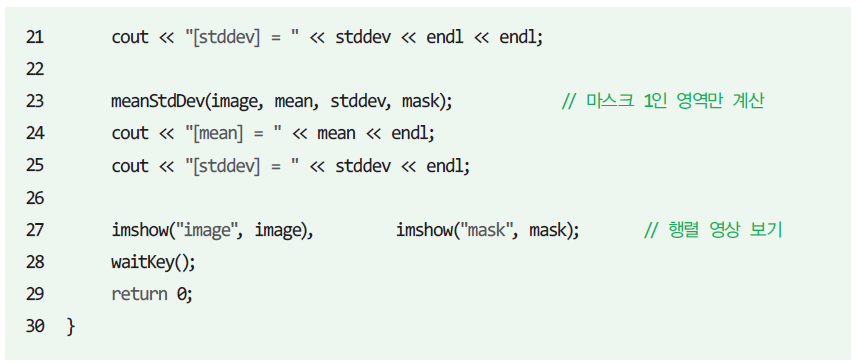 21 cout << "[stddev] = " << stddev << endl << endl;
22
23 meanStdDev(image, mean, stddev, mask); // 마스크 1인 영역만 계산
24 cout << "[mean] = " << mean << endl;
25 cout << "[stddev] = " << stddev << endl;
26
27 imshow("image", image), imshow("mask", mask); // 행렬 영상 보기
28 waitKey();
29 return 0;
30 }